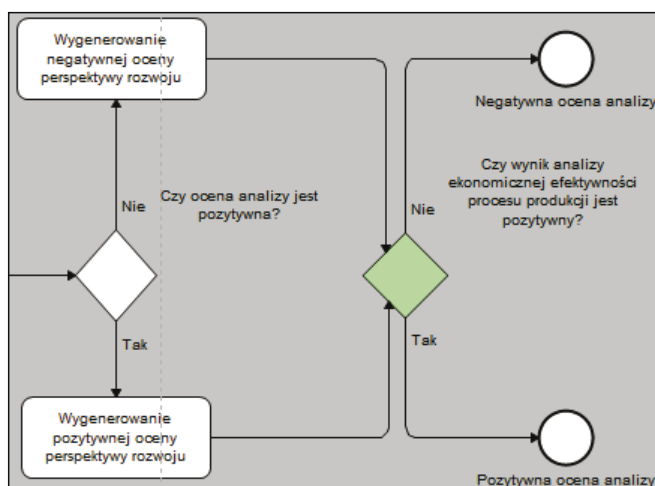 Wygenerowanie
negatywnej oceny
perspektywy rozwoju
Negatywna ocena analizy
Czy ocena analizy jest
pozytywna?
Czy wynik analizy
ekonomicznej efektywności
procesu produkcji jest
pozytywny?
Nie
Nie
Tak
Tak
Wygenerowanie
pozytywnej oceny
perspektywy rozwoju
Pozytywna ocena analizy